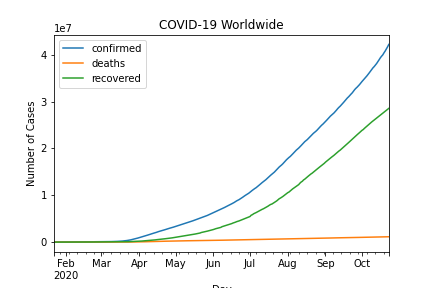 COVID-19 Worldwide
1e7
confirmed
deaths
recovered
4
3
2
1
0
Number of Cases
Feb Mar Apr May Jun Jul Aug Sep Oct
2020